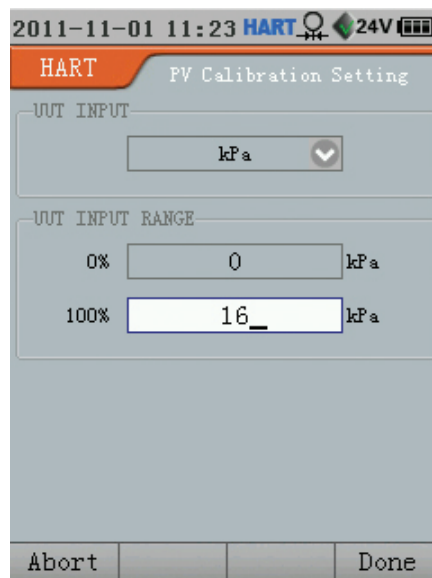 2011-11-01 11:23 HART 24V
HART PV Calibration Setting
UUT INPUT
kPa
UUT INPUT RANGE
0% 0 kPa
100% 16_ kPa
Abort Done